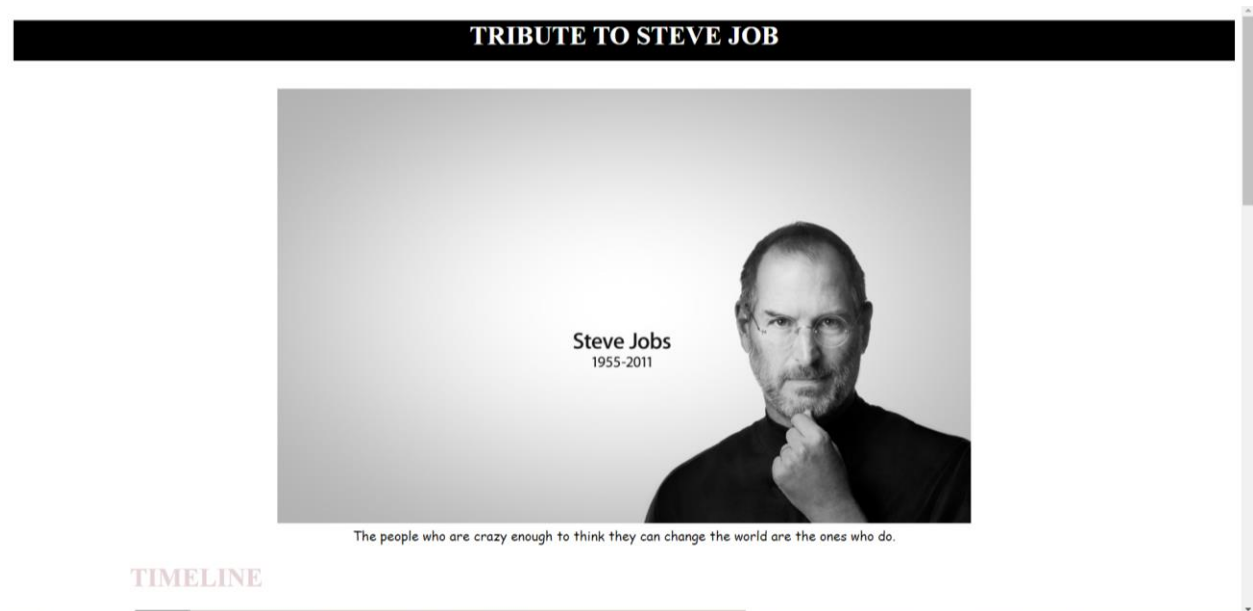 TRIBUTE TO STEVE JOB
Steve Jobs
1955-2011
The people who are crazy enough to think they can change the world are the ones who do.
TIMELINE